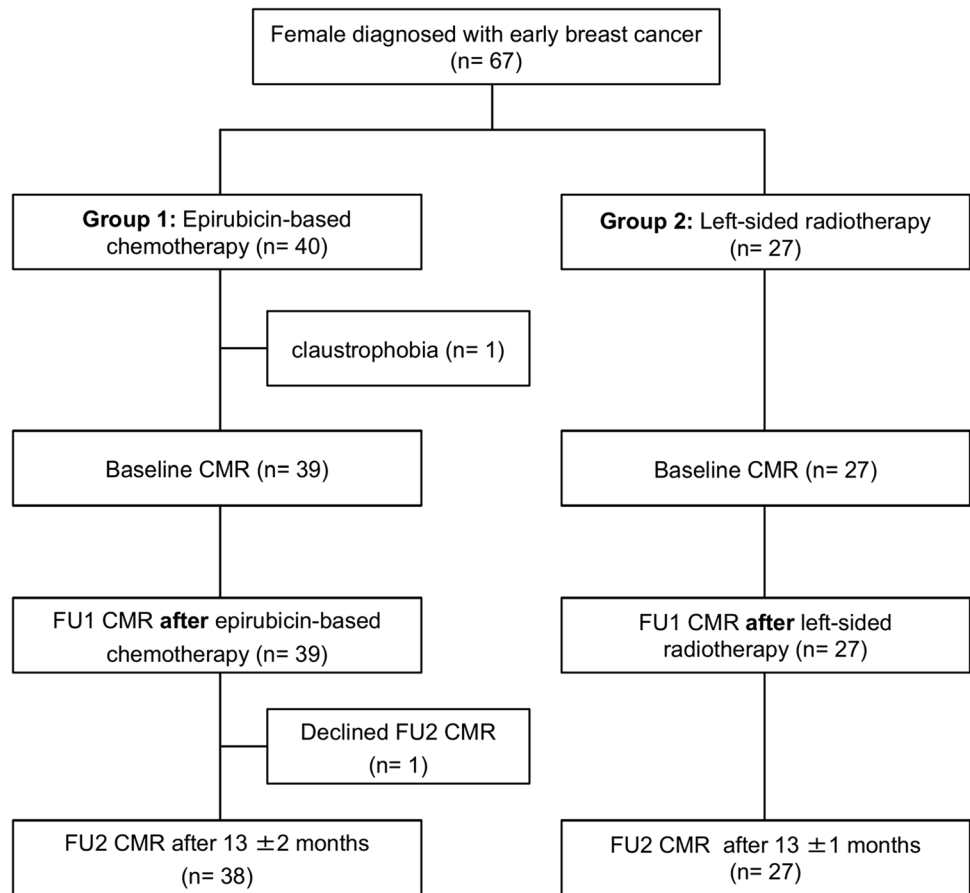 Female diagnosed with early breast cancer
(n= 67)
Group 1: Epirubicin-based
chemotherapy (n= 40)
Group 2: Left-sided radiotherapy
(n= 27)
claustrophobia (n= 1)
Baseline CMR (n= 39)
Baseline CMR (n= 27)
FU1 CMR after epirubicin-based
chemotherapy (n= 39)
FU1 CMR after left-sided
radiotherapy (n= 27)
Declined FU2 CMR
(n= 1)
FU2 CMR after 13 ±2 months
(n= 38)
FU2 CMR after 13 ±1 months
(n= 27)